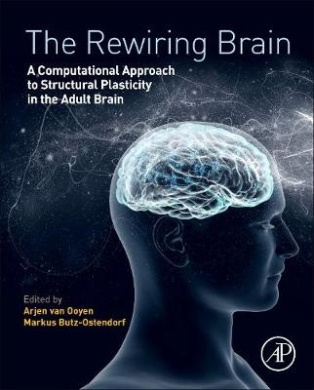 The Rewiring Brain
A Computational Approach
to Structural Plasticity
in the Adult Brain
Edited by
Arjen van Ooyen
Markus Butz-Ostendorf
AP